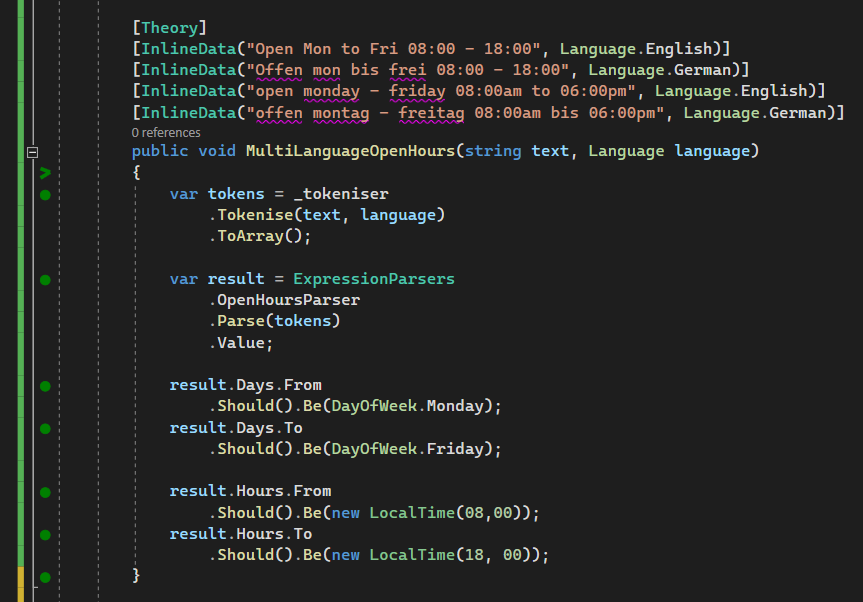 [Theory]
[InlineData("Open Mon to Fri 08:00 - 18:00", Language.English)]
[InlineData("Offen mon bis frei 08:00 - 18:00", Language.German)]
[InlineData("open monday - friday 08:00am to 06:00pm", Language.English)]
[InlineData("offen montag - freitag 08:00am bis 06:00pm", Language.German)]
0 references
public void MultiLanguageOpenHours(string text, Language language)
{
var tokens = _tokeniser
.Tokenise(text, language)
.ToArray();
var result = ExpressionParsers
.OpenHoursParser
.Parse(tokens)
.Value;
result.Days.From
.Should().Be(DayOfWeek.Monday);
result.Days.To
.Should().Be(DayOfWeek.Friday);
result.Hours.From
.Should().Be(new LocalTime(08,00));
result.Hours.To
.Should().Be(new LocalTime(18, 00));
}